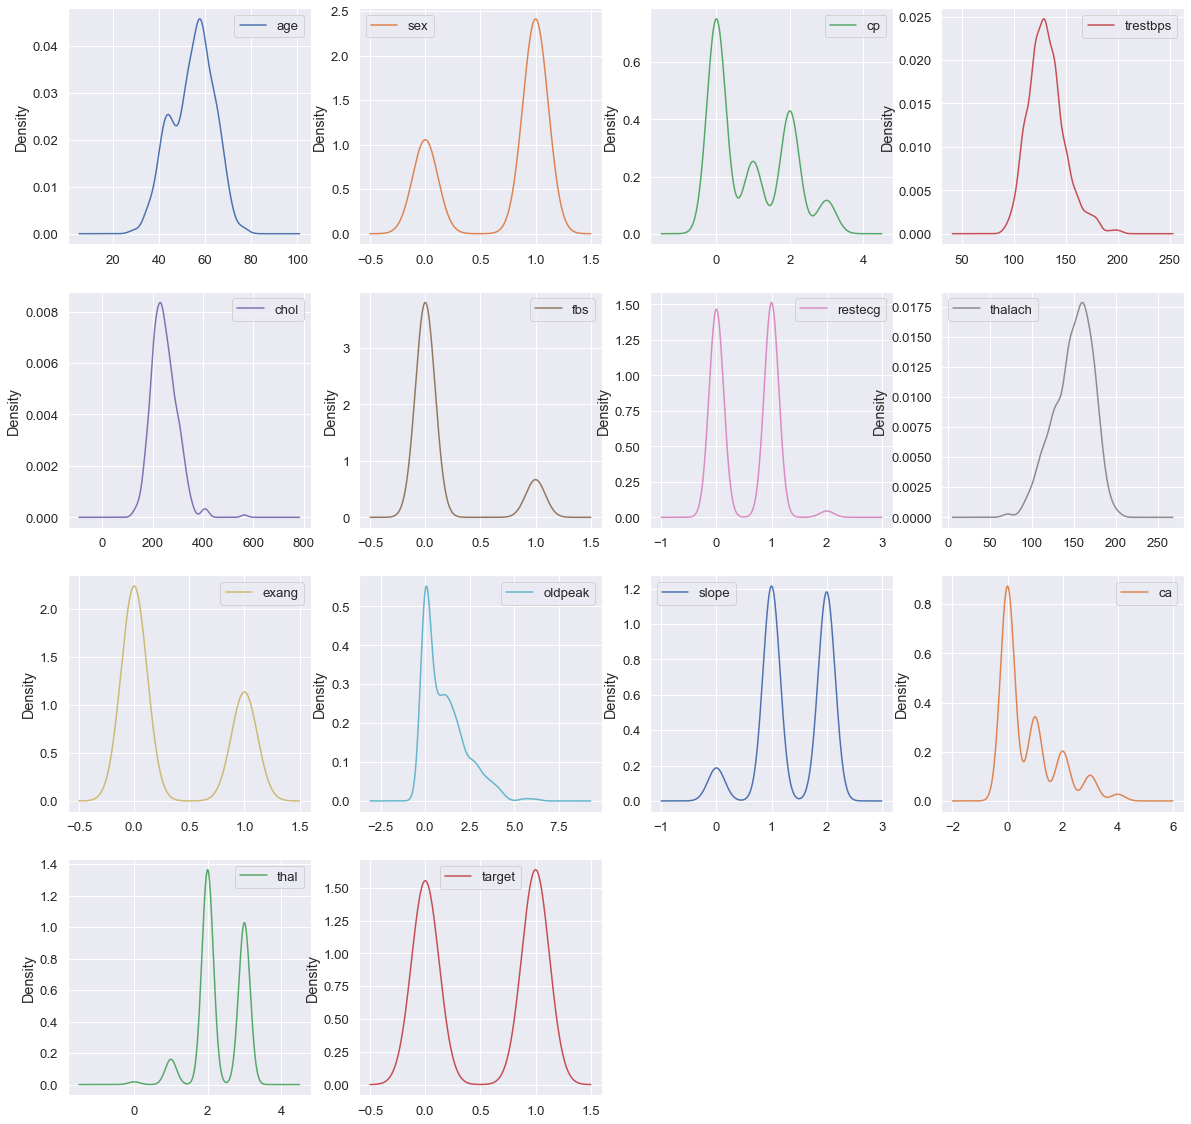 age
0.04
0.03
0.02
0.01
0.00
Density
20 40 60 80 100
sex
2.5
2.0
1.5
1.0
0.5
0.0
Density
−0.5 0.0 0.5 1.0 1.5
cp
0.6
0.4
0.2
0.0
Density
0 2 4
trestbps
0.025
0.020
0.015
0.010
0.005
0.000
Density
50 100 150 200 250
chol
0.008
0.006
0.004
0.002
0.000
Density
0 200 400 600 800
fbs
3
2
1
0
Density
−0.5 0.0 0.5 1.0 1.5
restecg
1.50
1.25
1.00
0.75
0.50
0.25
0.00
Density
−1 0 1 2 3
thalach
0.0175
0.0150
0.0125
0.0100
0.0075
0.0050
0.0025
0.0000
Density
0 50 100 150 200 250
exang
2.0
1.5
1.0
0.5
0.0
Density
−0.5 0.0 0.5 1.0 1.5
oldpeak
0.5
0.4
0.3
0.2
0.1
0.0
Density
−2.5 0.0 2.5 5.0 7.5
slope
1.2
1.0
0.8
0.6
0.4
0.2
0.0
Density
−1 0 1 2 3
ca
0.8
0.6
0.4
0.2
0.0
Density
−2 0 2 4 6
thal
1.4
1.2
1.0
0.8
0.6
0.4
0.2
0.0
Density
0 2 4
target
1.50
1.25
1.00
0.75
0.50
0.25
0.00
Density
−0.5 0.0 0.5 1.0 1.5